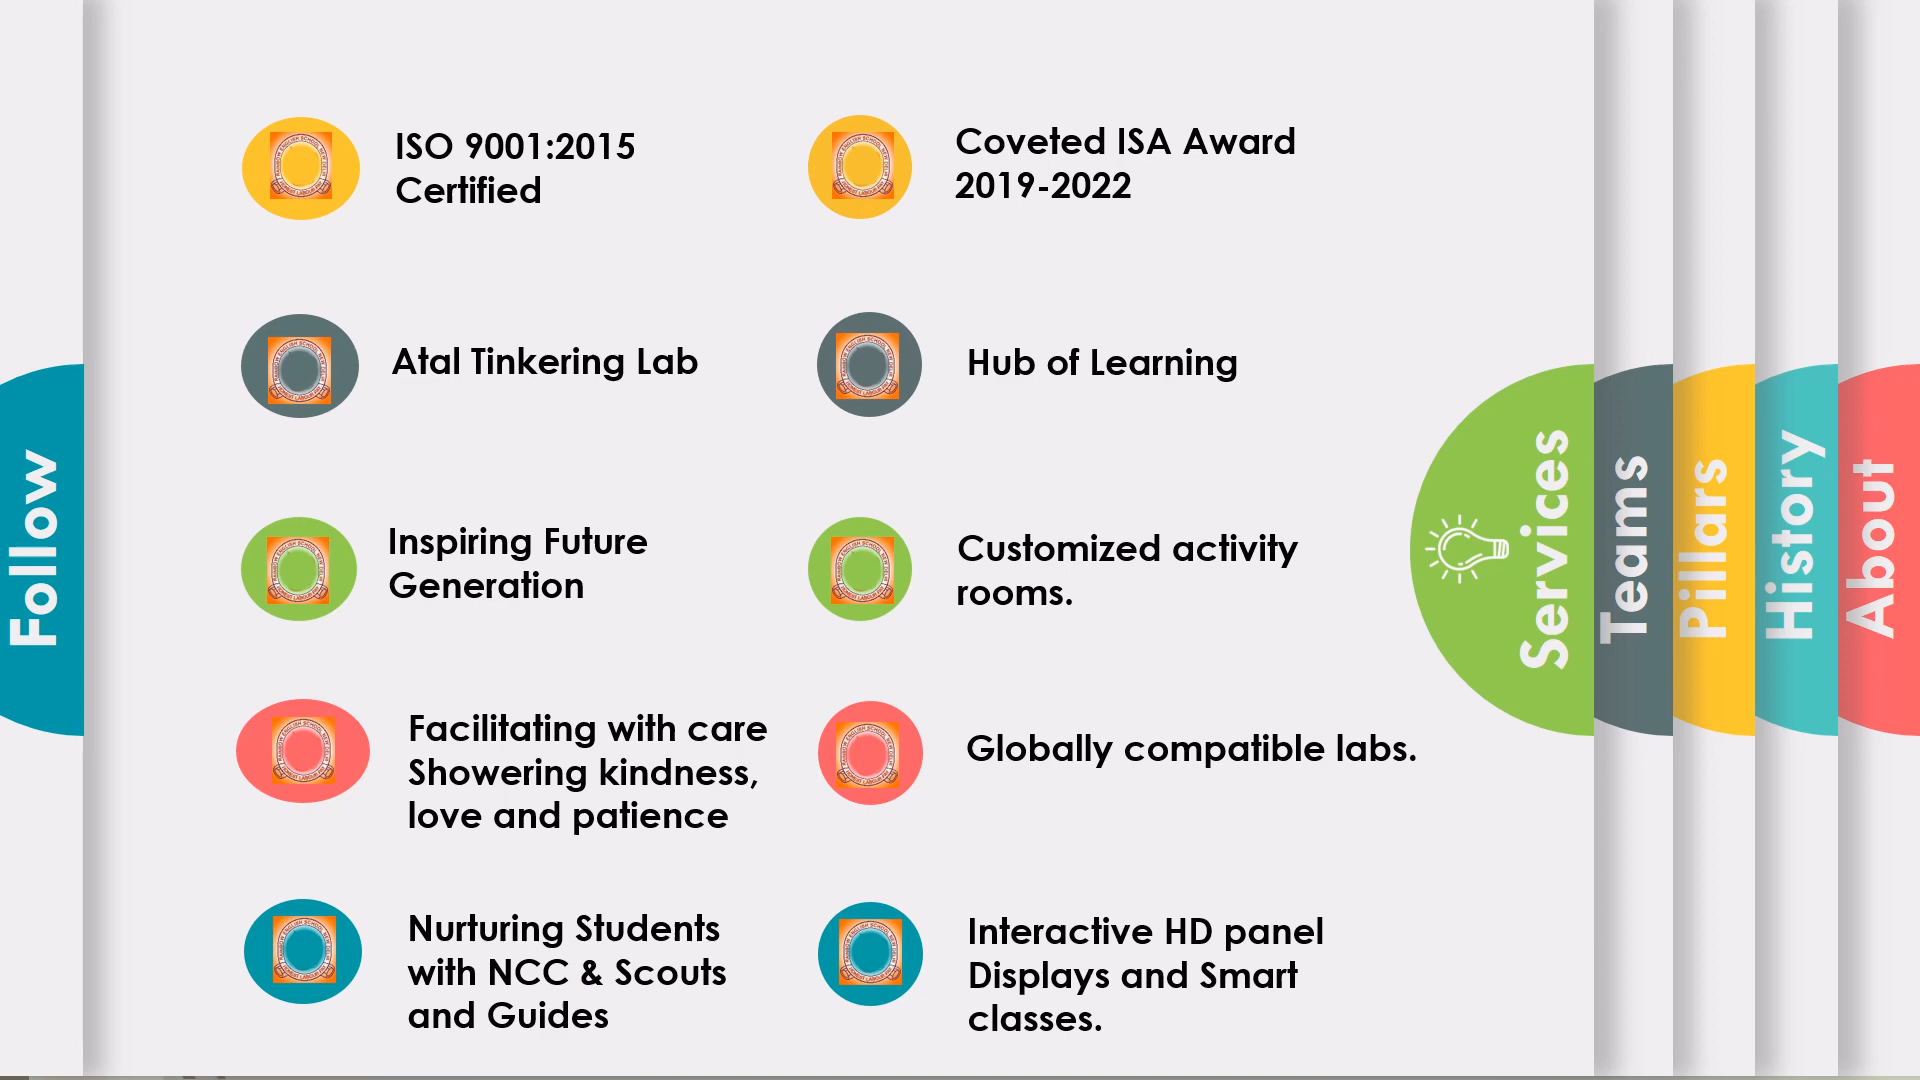 ISO 9001:2015
Certified
Coveted ISA Award
2019-2022
Atal Tinkering Lab
Hub of Learning
Inspiring Future
Generation
Customized activity
rooms.
Facilitating with care
Showering kindness,
love and patience
Globally compatible labs.
Nurturing Students
with NCC & Scouts
and Guides
Interactive HD panel
Displays and Smart
classes.
Follow
Services
Teams
Pillars
History
About